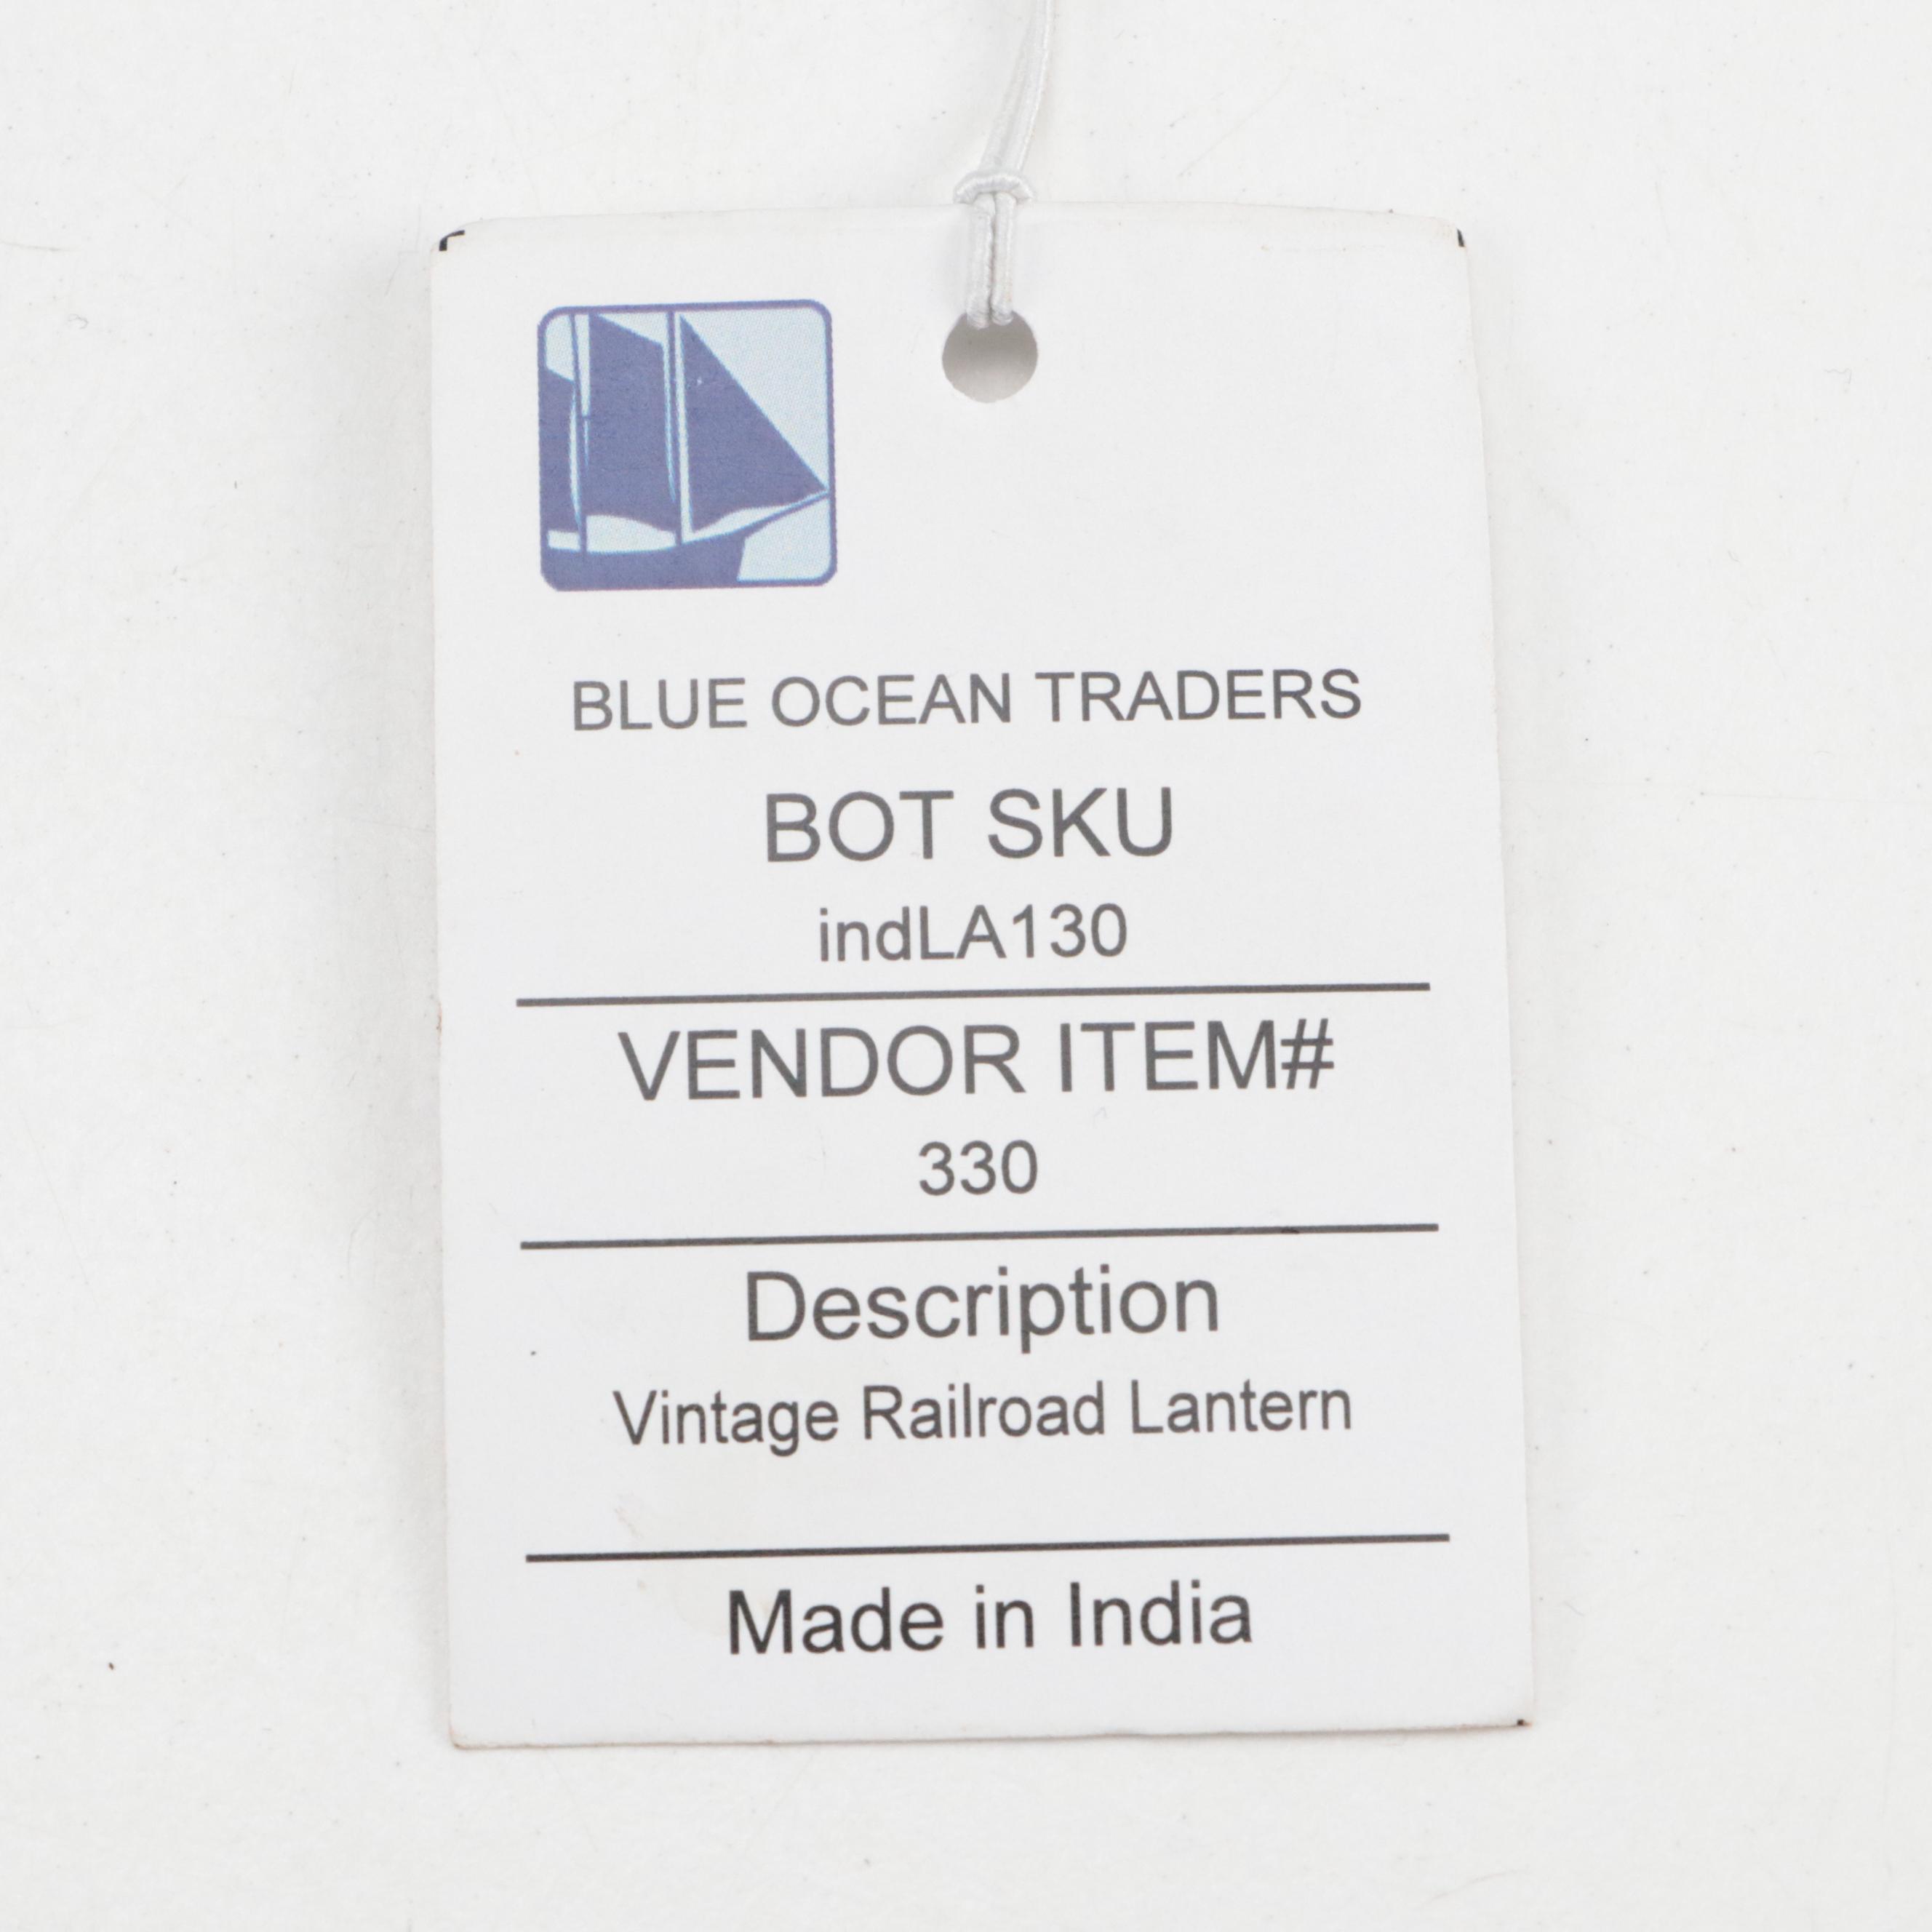 BLUE OCEAN TRADERS
BOT SKU
indLA130
VENDOR ITEM#
330
Description
Vintage Railroad Lantern
Made in India